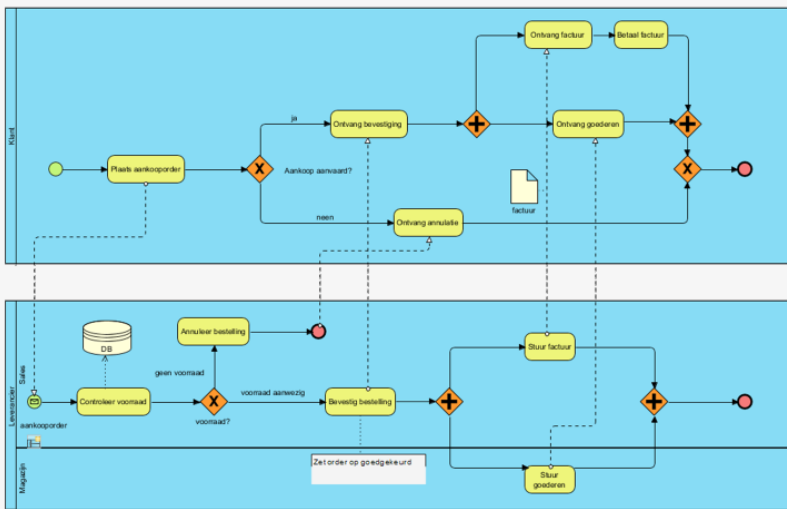 Klant
Ontvang factuur
Betaal factuur
ja
Ontvang bevestiging
Ontvang goederen
Plaats aankooporder
Aankoop aanvaard?
factuur
neen
Ontvang annulatie
Leverancier
Sales
DB
Annuleer bestelling
Stuur factuur
geen voorraad
Controleer voorraad
voorraad aanwezig
Bevestig bestelling
aankooporder
voorraad?
Zet order op goedgekeurd
Magazijn
Stuur
goederen